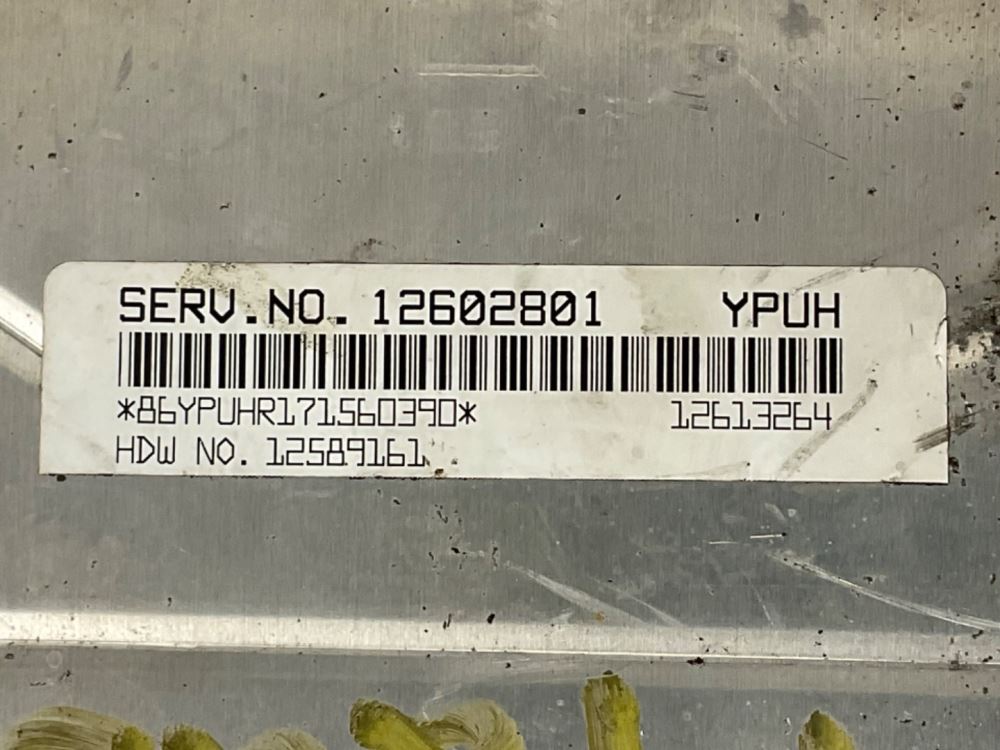 SERV.NO. 12602801 YPUH
*86YPUHR171560390* 12613264
HDW NO. 12589161